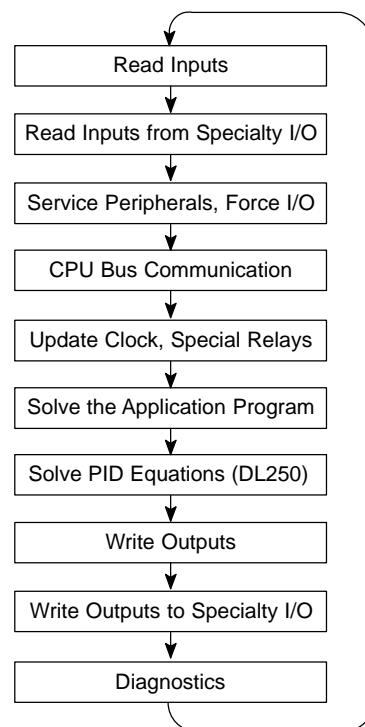 Read Inputs
Read Inputs from Specialty I/O
Service Peripherals, Force I/O
CPU Bus Communication
Update Clock, Special Relays
Solve the Application Program
Solve PID Equations (DL250)
Write Outputs
Write Outputs to Specialty I/O
Diagnostics